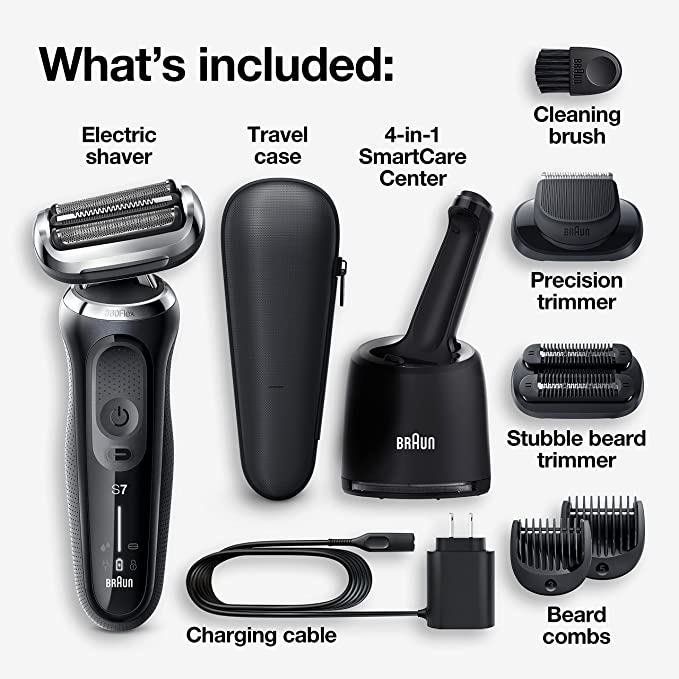 What's included:
Electric
shaver
Travel
case
4-in-1
SmartCare
Center
BRAUN
Cleaning
brush
BRAUN
Precision
trimmer
360Flex
BRAUN
Stubble beard
trimmer
S7
BRAUN
Charging cable
Beard
combs